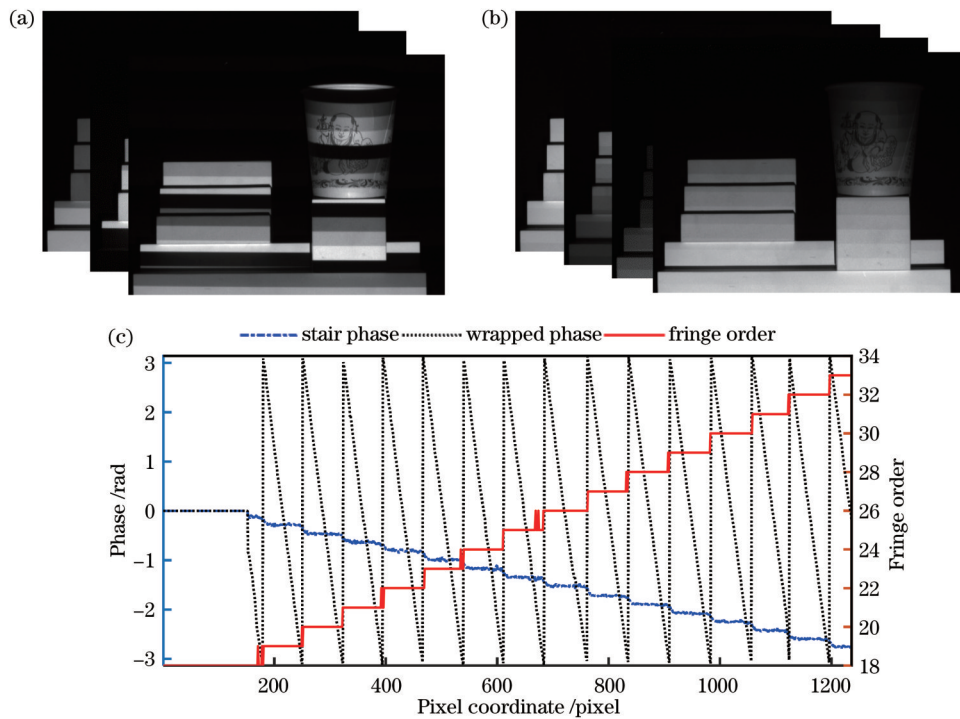 (a)
(b)
(c)
stair phase wrapped phase fringe order
3
2
1
0
−1
−2
−3
Phase /rad
34
32
30
28
26
24
22
20
18
Fringe order
200 400 600 800 1000 1200
Pixel coordinate /pixel